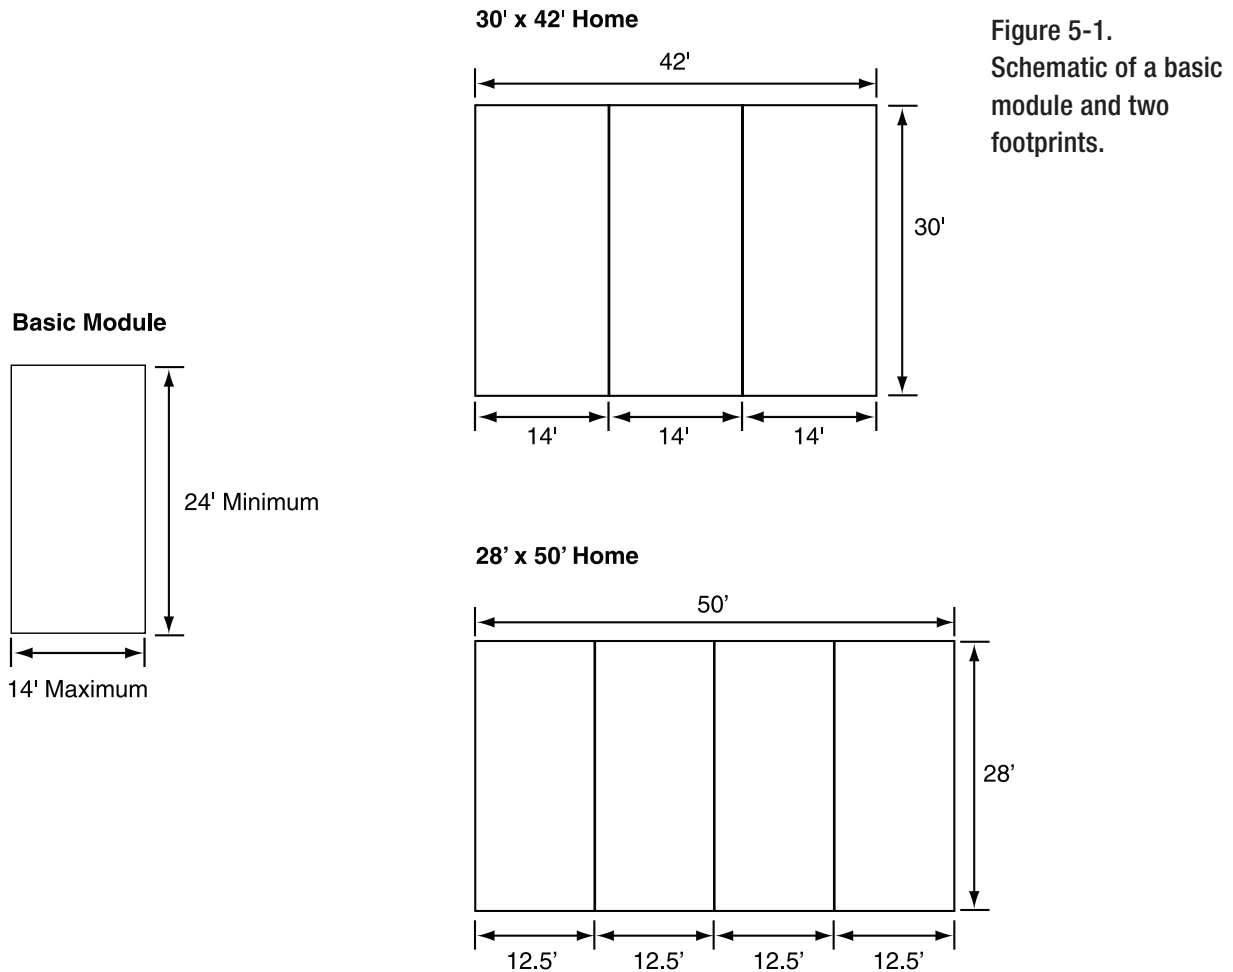 30' x 42' Home
42'
30'
14' 14' 14'
Figure 5-1.
Schematic of a basic
module and two
footprints.
Basic Module
24' Minimum
14' Maximum
28’ x 50’ Home
50’
28’
12.5’ 12.5’ 12.5’ 12.5’